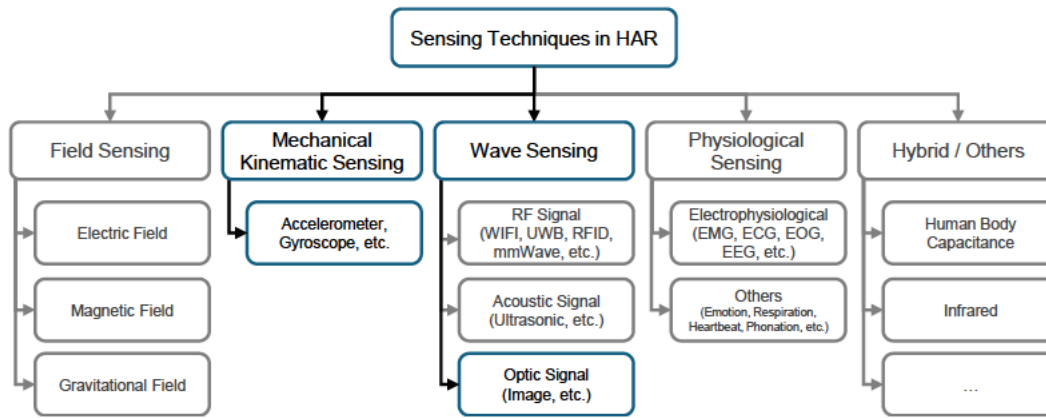 Sensing Techniques in HAR
Field Sensing
Mechanical
Kinematic Sensing
Wave Sensing
Physiological
Sensing
Hybrid / Others
Electric Field
Magnetic Field
Gravitational Field
Accelerometer,
Gyroscope, etc.
RF Signal
(WIFI, UWB, RFID,
mmWave, etc.)
Acoustic Signal
(Ultrasonic, etc.)
Optic Signal
(Image, etc.)
Electrophysiological
(EMG, ECG, EOG,
EEG, etc.)
Others
(Emotion, Respiration,
Heartbeat, Phonation, etc.)
Human Body
Capacitance
Infrared
...